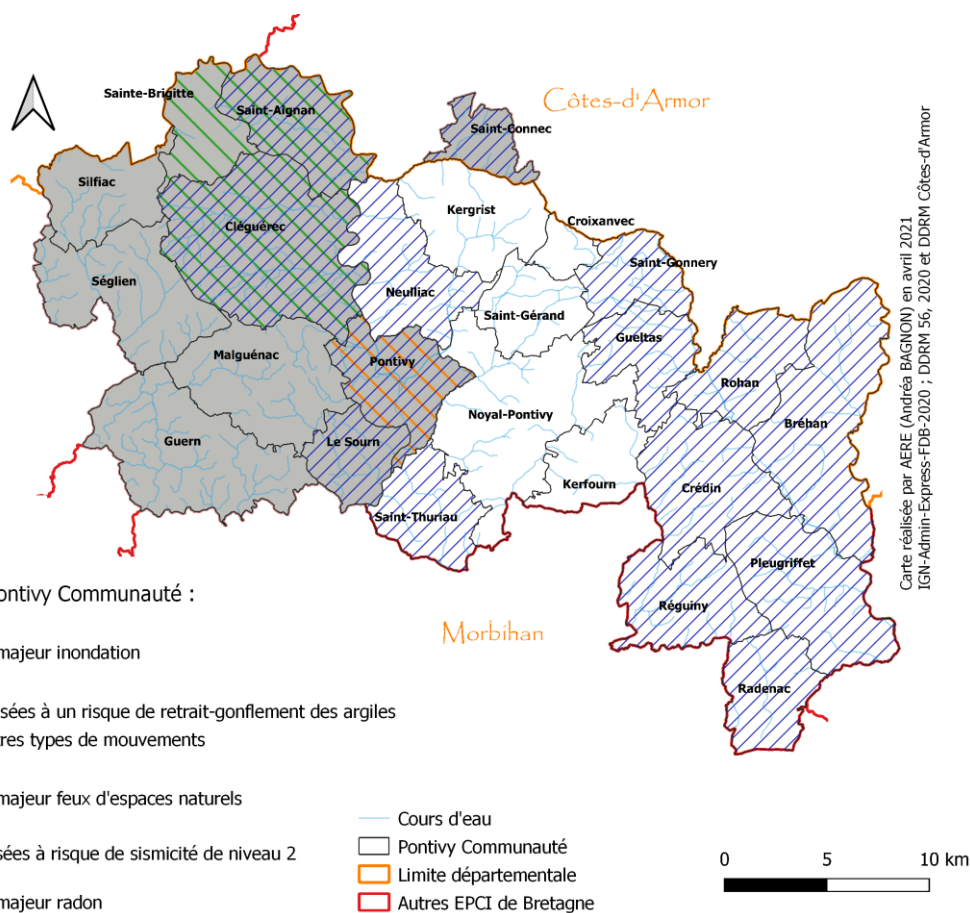 Côtes-d'Armor
Sainte-Brigitte
Saint-Aignan
Saint-Connec
Silfiac
Kergrist
Croixanvec
Cléguérec
Saint-Gonnery
Séglien
Neulliac
Saint-Gérand
Gueltas
Malguénac
Pontivy
Rohan
Noyal-Pontivy
Bréhan
Guern
Le Sourn
Kerfourn
Crédin
Saint-Thuriau
Pleugriffet
Réguiny
Morbihan
Radenac
Carte réalisée par AERE (Andréa BAGNON) en avril 2021
IGN-Admin-Express-FDB-2020 ; DDRM 56, 2020 et DDRM Côtes-d'Armor
ontivy Communauté :
majeur inondation
sées à un risque de retrait-gonflement des argiles
tres types de mouvements
majeur feux d'espaces naturels
sées à risque de sismicité de niveau 2
majeur radon
Cours d'eau
Pontivy Communauté
Limite départementale
Autres EPCI de Bretagne
0 5 10 km